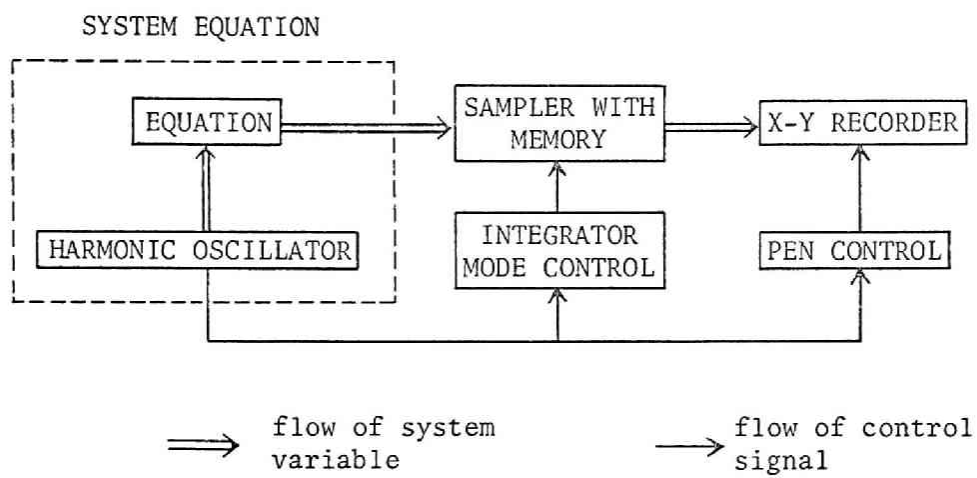 SYSTEM EQUATION
EQUATION
SAMPLER WITH
MEMORY
X-Y RECORDER
HARMONIC OSCILLATOR
INTEGRATOR
MODE CONTROL
PEN CONTROL
flow of system
variable
flow of control
signal